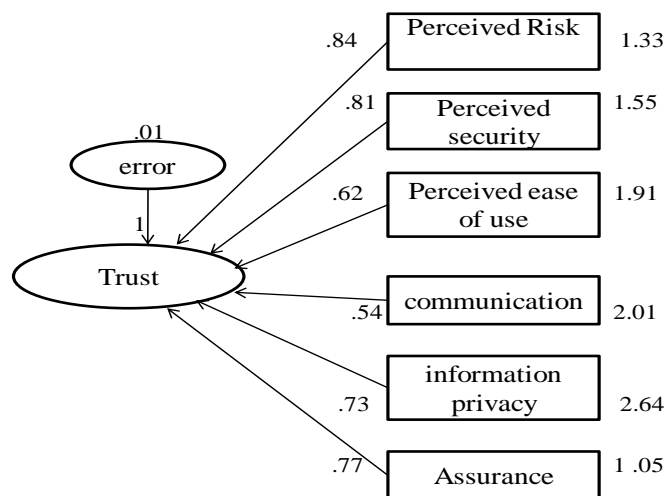 .84
Perceived Risk
1.33
.81
Perceived
security
1.55
.01
error
.62
Perceived ease
of use
1.91
1
Trust
.54
communication
2.01
information
privacy
.73
2.64
.77
Assurance
1 .05